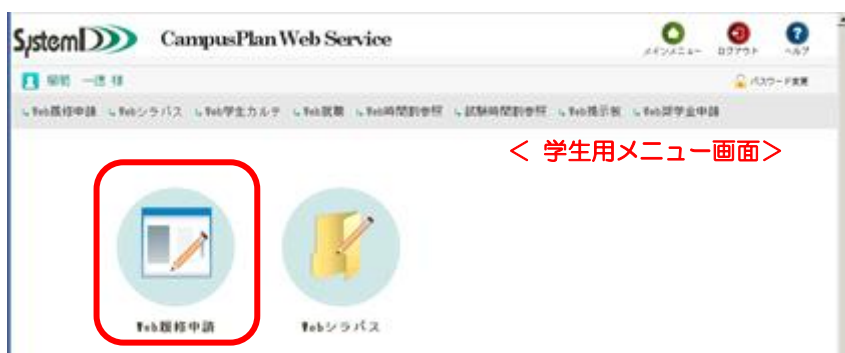 SystemD CampusPlan Web Service
メインメニュー ログアウト ヘルプ
一徳 様 パスワード変更
Web履修申請 Webシラバス Web学生カルテ Web就職 Web時間割参照 試験時間割参照 Web掲示板 Web奨学金申請
＜ 学生用メニュー画面＞
Web履修申請 Webシラバス